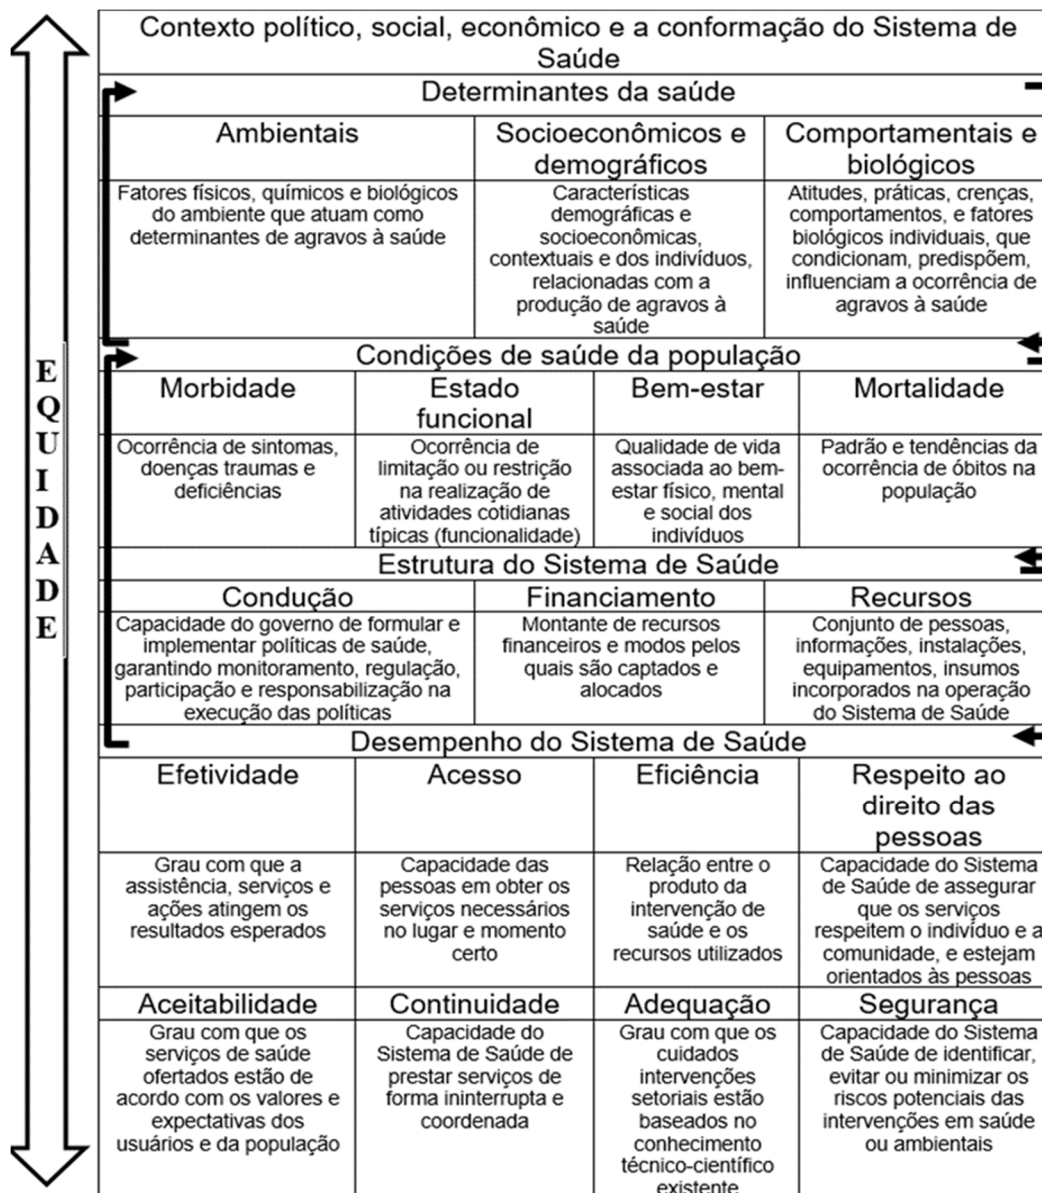 Contexto político, social, econômico e a conformação do Sistema de
Saúde
Determinantes da saúde
Ambientais
Fatores físicos, químicos e biológicos
do ambiente que atuam como
determinantes de agravos à saúde
Socioeconômicos e
demográficos
Características
demográficas e
socioeconômicas,
contextuais e dos indivíduos,
relacionadas com a
produção de agravos à
saúde
Comportamentais e
biológicos
Atitudes, práticas, crenças,
comportamentos, e fatores
biológicos individuais, que
condicionam, predispõem,
influenciam a ocorrência de
agravos à saúde
EQUIDADE
Condições de saúde da população
Morbidade
Ocorrência de sintomas,
doenças traumas e
deficiências
Estado
funcional
Ocorrência de
limitação ou restrição
na realização de
atividades cotidianas
típicas (funcionalidade)
Bem-estar
Qualidade de vida
associada ao bem-
estar físico, mental
e social dos
indivíduos
Mortalidade
Padrão e tendências da
ocorrência de óbitos na
população
Estrutura do Sistema de Saúde
Condução
Capacidade do governo de formular e
implementar políticas de saúde,
garantindo monitoramento, regulação,
participação e responsabilização na
execução das políticas
Financiamento
Montante de recursos
financeiros e modos pelos
quais são captados e
alocados
Recursos
Conjunto de pessoas,
informações, instalações,
equipamentos, insumos
incorporados na operação
do Sistema de Saúde
Desempenho do Sistema de Saúde
Efetividade
Grau com que a
assistência, serviços e
ações atingem os
resultados esperados
Acesso
Capacidade das
pessoas em obter os
serviços necessários
no lugar e momento
certo
Eficiência
Relação entre o
produto da
intervenção de
saúde e os
recursos utilizados
Respeito ao
direito das
pessoas
Capacidade do Sistema
de Saúde de assegurar
que os serviços
respeitem o indivíduo e a
comunidade, e estejam
orientados às pessoas
Aceitabilidade
Grau com que os
serviços de saúde
ofertados estão de
acordo com os valores e
expectativas dos
usuários e da população
Continuidade
Capacidade do
Sistema de Saúde de
prestar serviços de
forma ininterrupta e
coordenada
Adequação
Grau com que os
cuidados
intervenções
setoriais estão
baseados no
conhecimento
técnico-científico
existente
Segurança
Capacidade do Sistema
de Saúde de identificar,
evitar ou minimizar os
riscos potenciais das
intervenções em saúde
ou ambientais